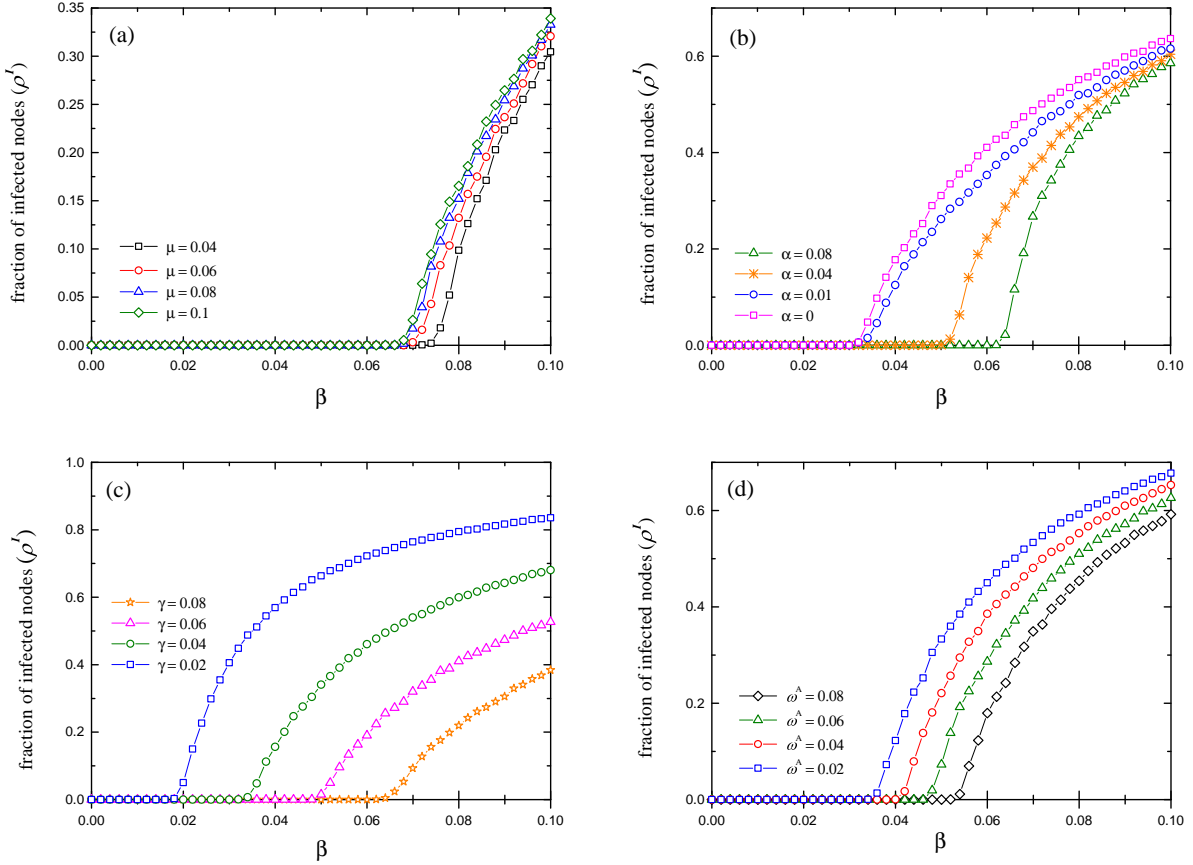 (a)
fraction of infected nodes (ρ^I)
0.35
0.30
0.25
0.20
0.15
0.10
0.05
0.00
μ = 0.04
μ = 0.06
μ = 0.08
μ = 0.1
0.00 0.02 0.04 0.06 0.08 0.10
β
(b)
fraction of infected nodes (ρ^I)
0.6
0.4
0.2
0.0
α = 0.08
α = 0.04
α = 0.01
α = 0
0.00 0.02 0.04 0.06 0.08 0.10
β
(c)
fraction of infected nodes (ρ^I)
1.0
0.8
0.6
0.4
0.2
0.0
γ = 0.08
γ = 0.06
γ = 0.04
γ = 0.02
0.00 0.02 0.04 0.06 0.08 0.10
β
(d)
fraction of infected nodes (ρ^I)
0.6
0.4
0.2
0.0
ω^A = 0.08
ω^A = 0.06
ω^A = 0.04
ω^A = 0.02
0.00 0.02 0.04 0.06 0.08 0.10
β